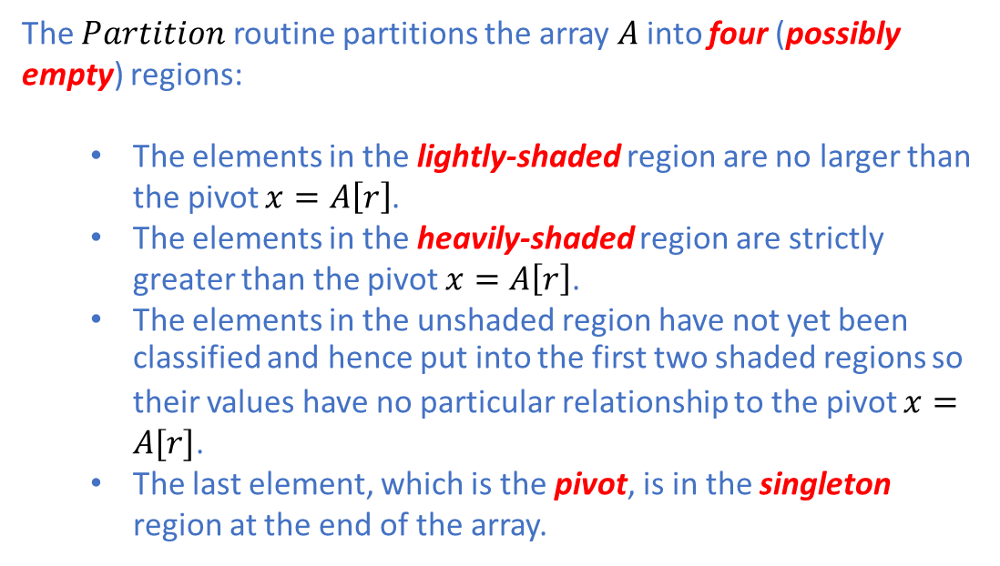 The 𝑃𝑎𝑟𝑡𝑖𝑡𝑖𝑜𝑛 routine partitions the array 𝐴 into four (possibly
empty) regions:
• The elements in the lightly-shaded region are no larger than
the pivot 𝑥 = 𝐴[𝑟].
• The elements in the heavily-shaded region are strictly
greater than the pivot 𝑥 = 𝐴[𝑟].
• The elements in the unshaded region have not yet been
classified and hence put into the first two shaded regions so
their values have no particular relationship to the pivot 𝑥 =
𝐴[𝑟].
• The last element, which is the pivot, is in the singleton
region at the end of the array.